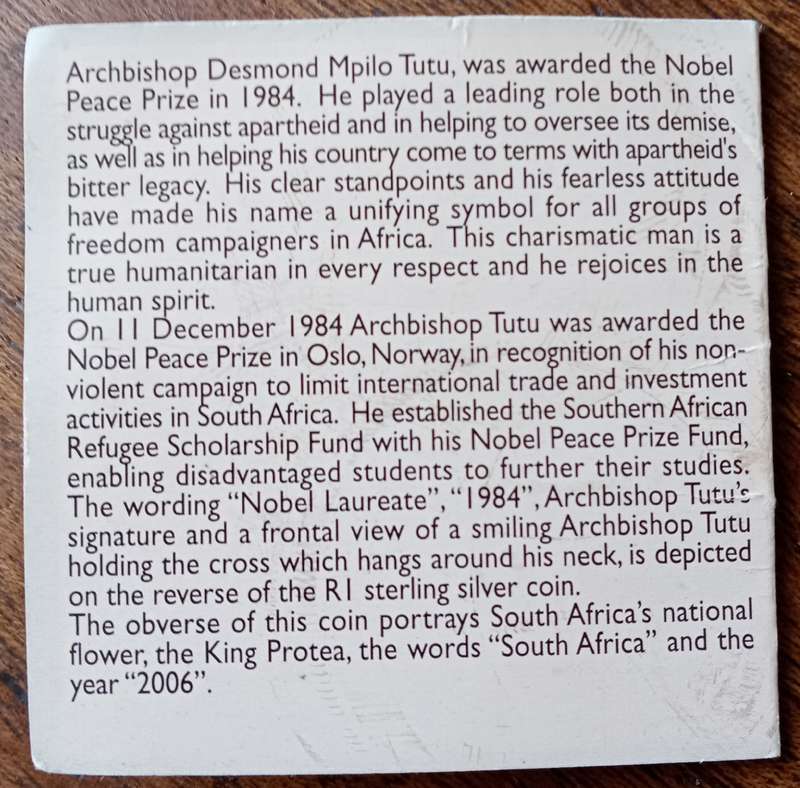 Archbishop Desmond Mpilo Tutu, was awarded the Nobel
Peace Prize in 1984. He played a leading role both in the
struggle against apartheid and in helping to oversee its demise,
as well as in helping his country come to terms with apartheid's
bitter legacy. His clear standpoints and his fearless attitude
have made his name a unifying symbol for all groups of
freedom campaigners in Africa. This charismatic man is a
true humanitarian in every respect and he rejoices in the
human spirit.
On 11 December 1984 Archbishop Tutu was awarded the
Nobel Peace Prize in Oslo, Norway, in recognition of his non-
violent campaign to limit international trade and investment
activities in South Africa. He established the Southern African
Refugee Scholarship Fund with his Nobel Peace Prize Fund,
enabling disadvantaged students to further their studies.
The wording “Nobel Laureate”, “1984”, Archbishop Tutu’s
signature and a frontal view of a smiling Archbishop Tutu
holding the cross which hangs around his neck, is depicted
on the reverse of the R1 sterling silver coin.
The obverse of this coin portrays South Africa’s national
flower, the King Protea, the words “South Africa” and the
year “2006”.